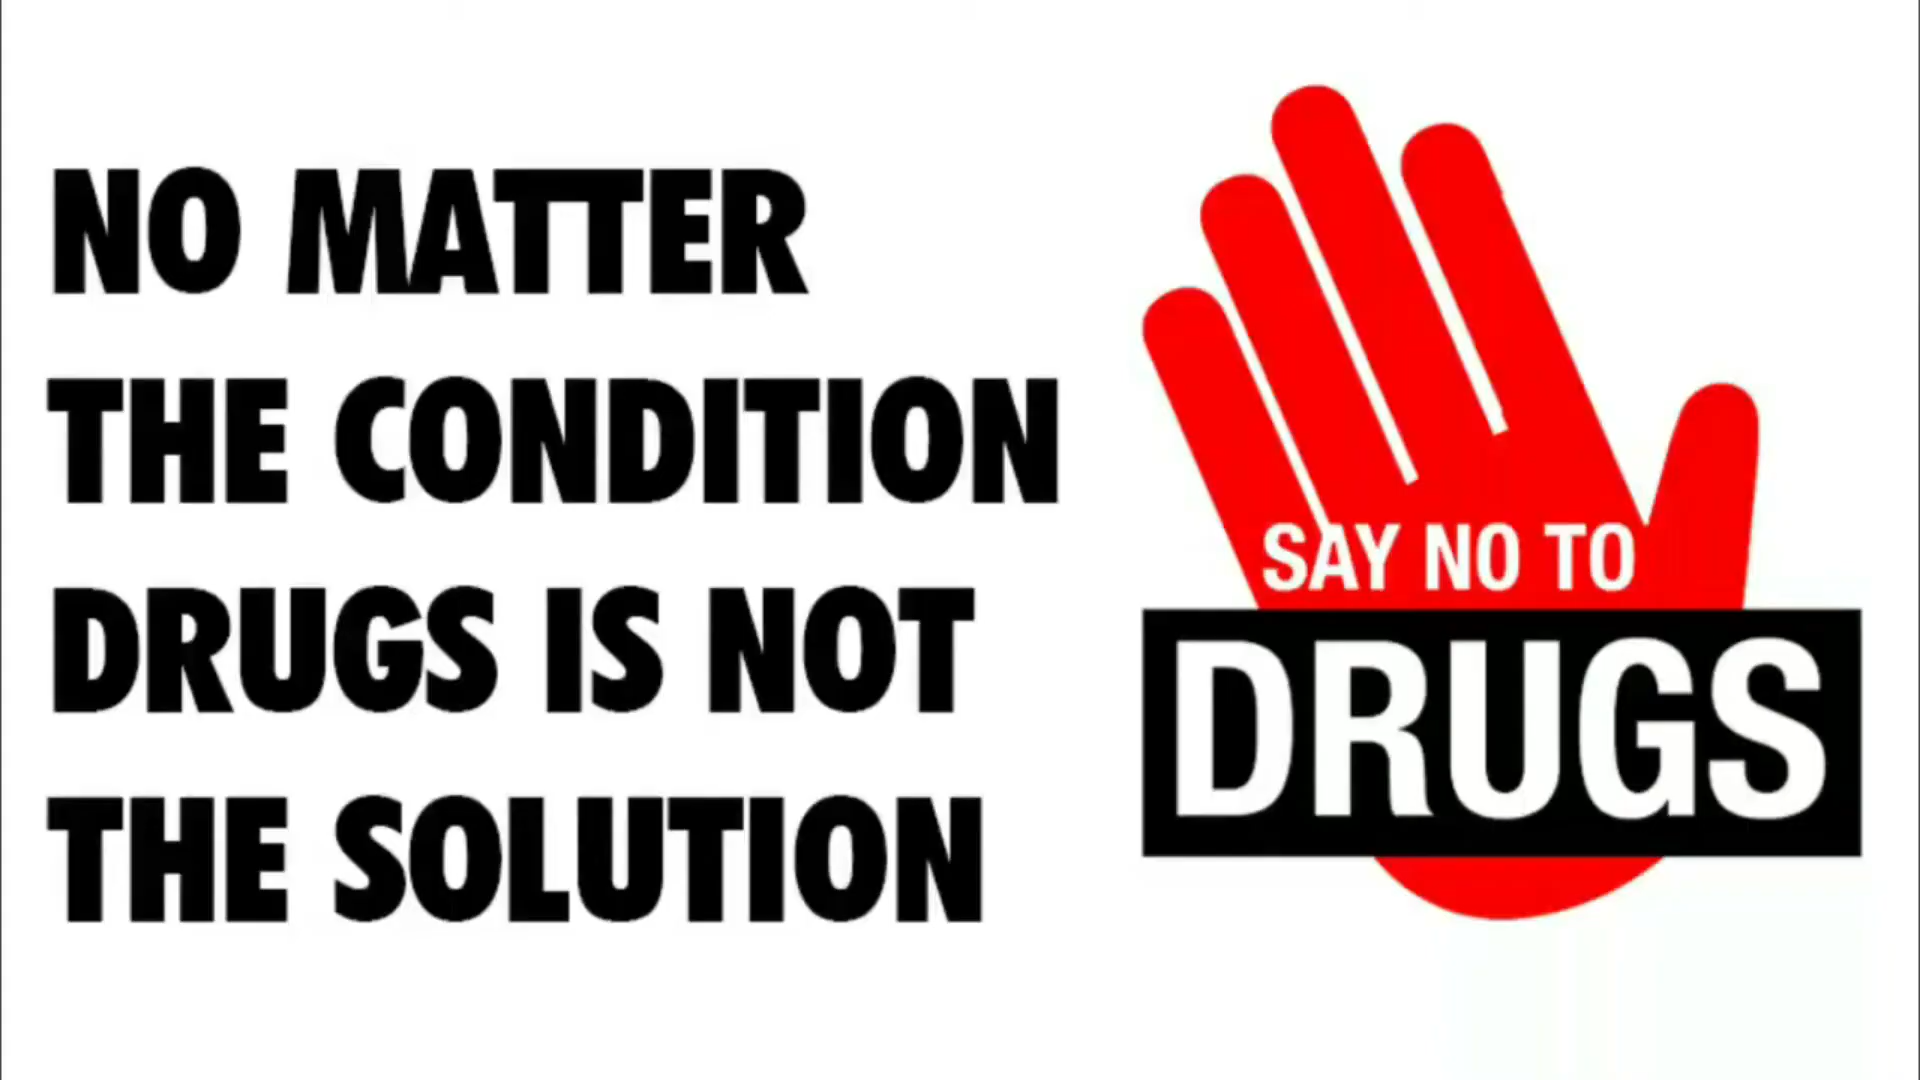 NO MATTER
THE CONDITION
DRUGS IS NOT
THE SOLUTION
SAY NO TO
DRUGS